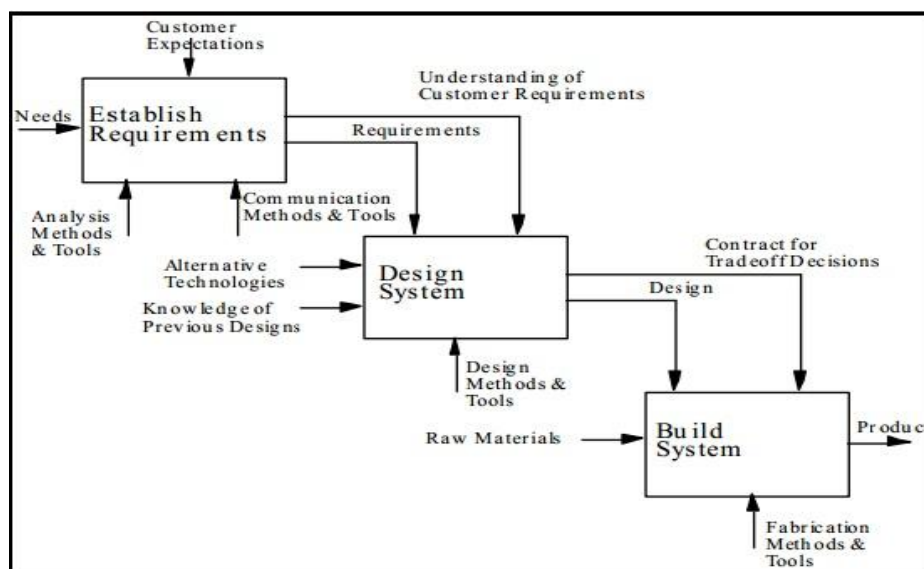 Customer
Expectations
Understanding of
Customer Requirements
Needs
Establish
Requirements
Requirements
Analysis
Methods
& Tools
Communication
Methods & Tools
Alternative
Technologies
Knowledge of
Previous Designs
Design
System
Contract for
Tradeoff Decisions
Design
Design
Methods &
Tools
Raw Materials
Build
System
Produc
Fabrication
Methods &
Tools